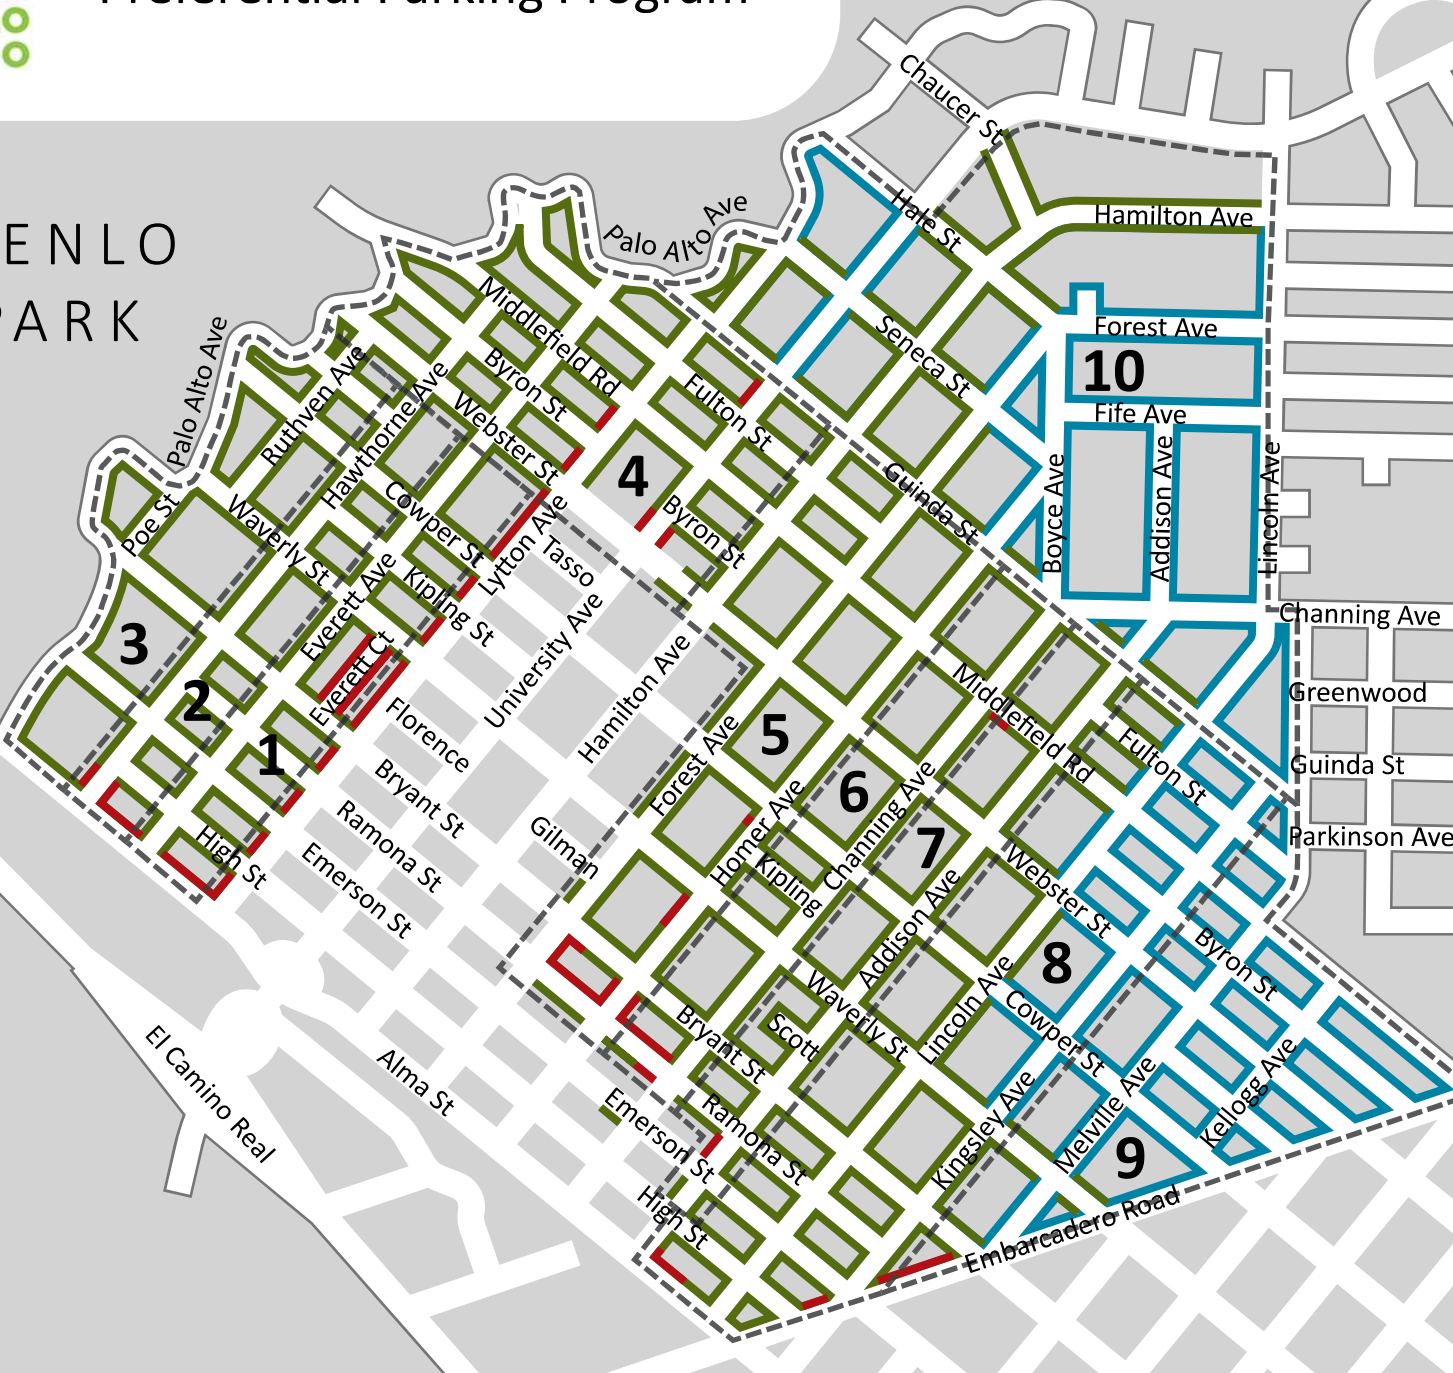 Preferential Parking Program
Chaucer St
Hale St
Palo Alto Ave
Hamilton Ave
ENLO
PARK
Middlefield Rd
Seneca St
Forest Ave
10
Fife Ave
Palo Alto Ave
Ruthven Ave
Hawthorne Ave
Byron St
Webster St
Fulton St
4
Guinda St
Boyce Ave
Addison Ave
Lincoln Ave
Poe St
Waverly St
Cowper St
Lytton Ave
Byron St
Tasso
Everett Ave
Kipling St
University Ave
Channing Ave
3
Everett Ct
Hamilton Ave
Middlefield Rd
Greenwood
2
1
Florence
Forest Ave
5
Fulton St
Guinda St
Bryant St
6
Channing Ave
Homer Ave
Parkinson Ave
Ramona St
Gilman
7
High St
Emerson St
Kipling
Addison Ave
Webster St
8
Byron St
Waverly St
Lincoln Ave
Cowper St
Bryant St
Scott
El Camino Real
Alma St
Emerson St
Ramona St
Kingsley Ave
Melville Ave
Kellogg Ave
9
High St
Embarcadero Road